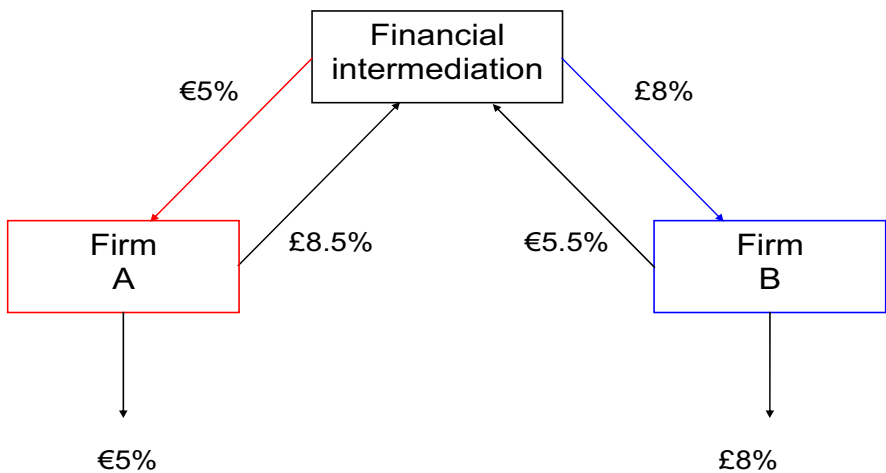 Financial
intermediation
€5%
£8%
Firm
A
£8.5%
€5.5%
Firm
B
€5%
£8%